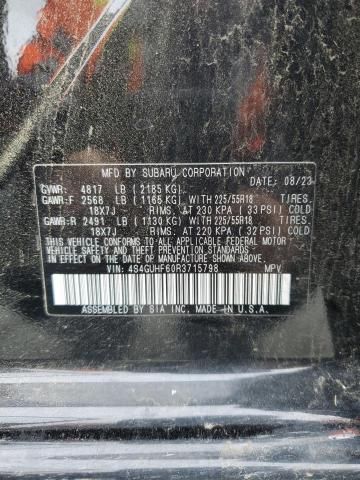 MFD. BY SUBARU CORPORATION
GVWR: 4817 LB (2185 KG) DATE: 08/23
GAWR:F 2568 LB (1165 KG), WITH 225/55R18
18X7J RIMS, AT 230 KPA (33 PSI) COLD
GAWR:R 2491 LB (1130 KG), WITH 225/55R18
18X7J RIMS, AT 220 KPA (32 PSI) COLD
THIS VEHICLE CONFORMS TO ALL APPLICABLE FEDERAL MOTOR
VEHICLE SAFETY AND THEFT PREVENTION STANDARDS IN
EFFECT ON THE DATE OF MANUFACTURE SHOWN ABOVE.
VIN: 4S4GUHF60R3715798 MPV
ASSEMBLED BY SIA INC, MADE IN U.S.A.